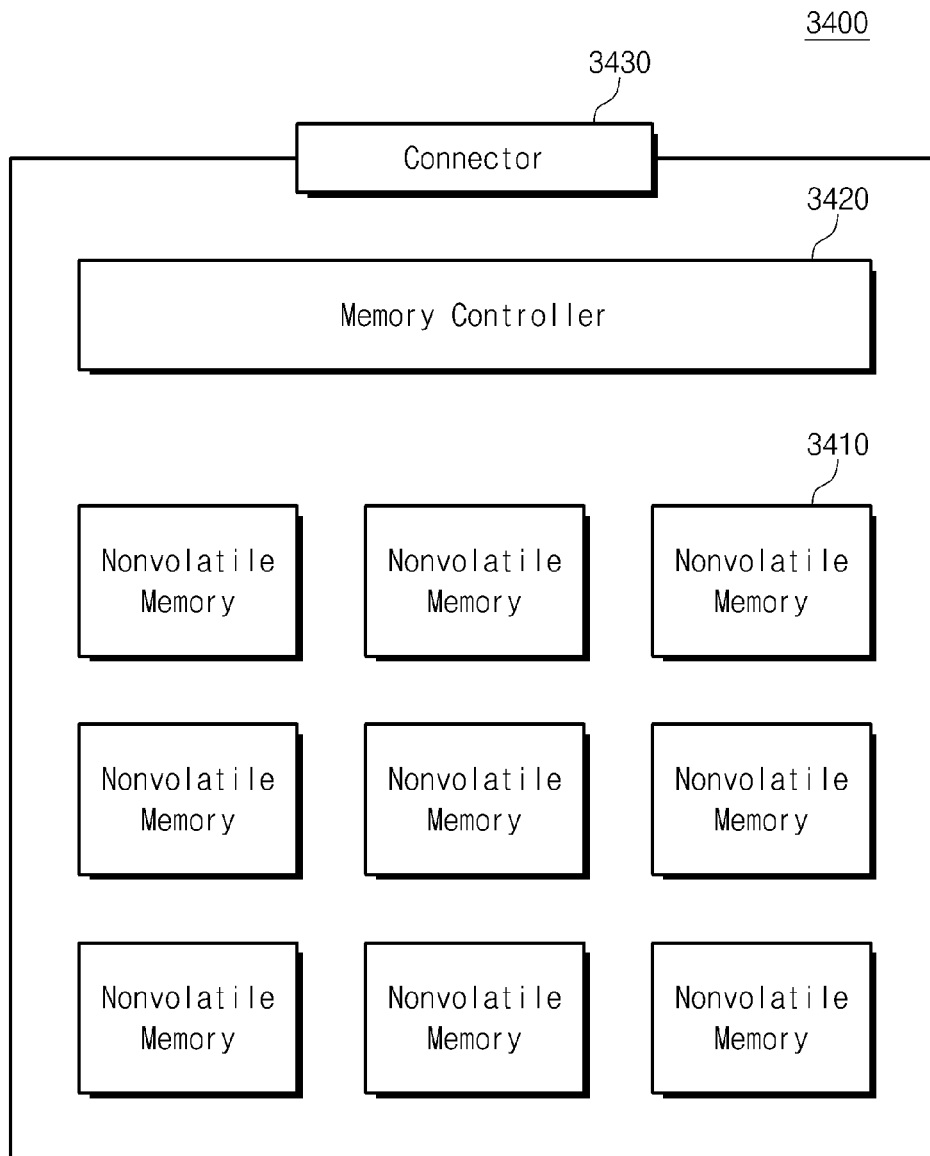 3400
3430
Connector
3420
Memory Controller
3410
Nonvolatile
Memory
Nonvolatile
Memory
Nonvolatile
Memory
Nonvolatile
Memory
Nonvolatile
Memory
Nonvolatile
Memory
Nonvolatile
Memory
Nonvolatile
Memory
Nonvolatile
Memory